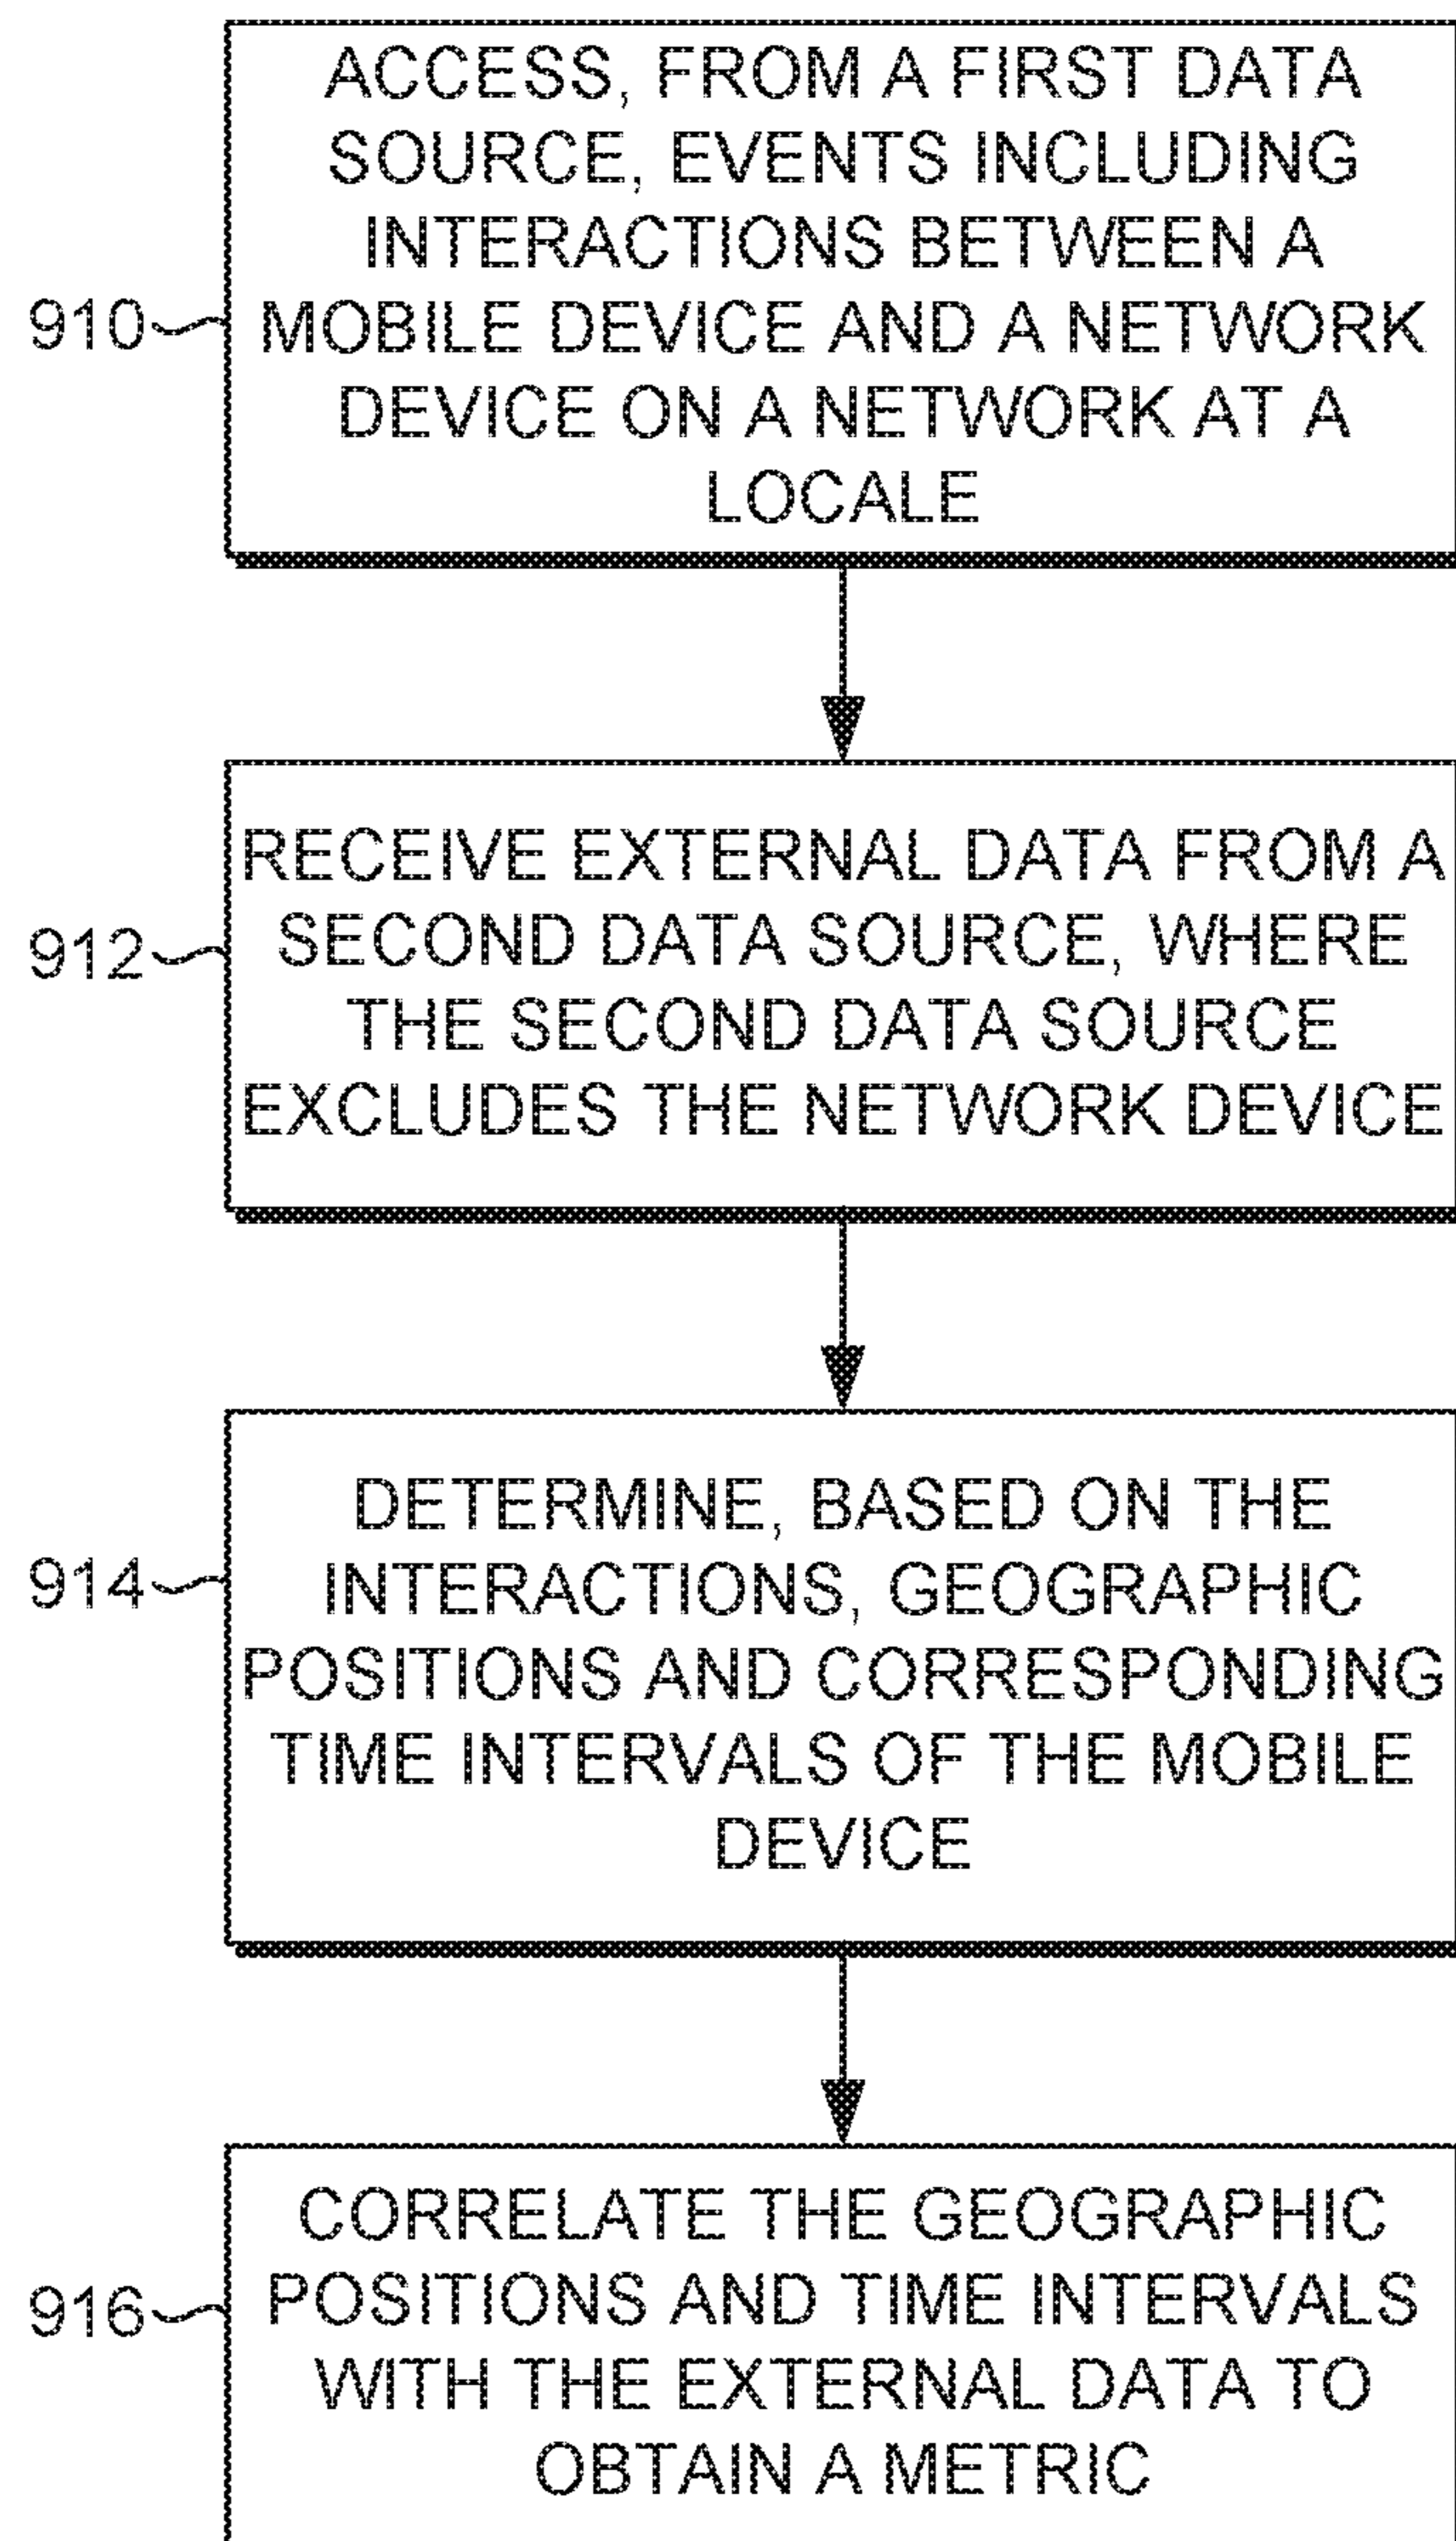 ACCESS, FROM A FIRST DATA
SOURCE, EVENTS INCLUDING
INTERACTIONS BETWEEN A
910
MOBILE DEVICE AND A NETWORK
DEVICE ON A NETWORK AT A
LOCALE
RECEIVE EXTERNAL DATA FROM A
912
SECOND DATA SOURCE, WHERE
THE SECOND DATA SOURCE
EXCLUDES THE NETWORK DEVICE
DETERMINE, BASED ON THE
914
INTERACTIONS, GEOGRAPHIC
POSITIONS AND CORRESPONDING
TIME INTERVALS OF THE MOBILE
DEVICE
CORRELATE THE GEOGRAPHIC
916
POSITIONS AND TIME INTERVALS
WITH THE EXTERNAL DATA TO
OBTAIN A METRIC